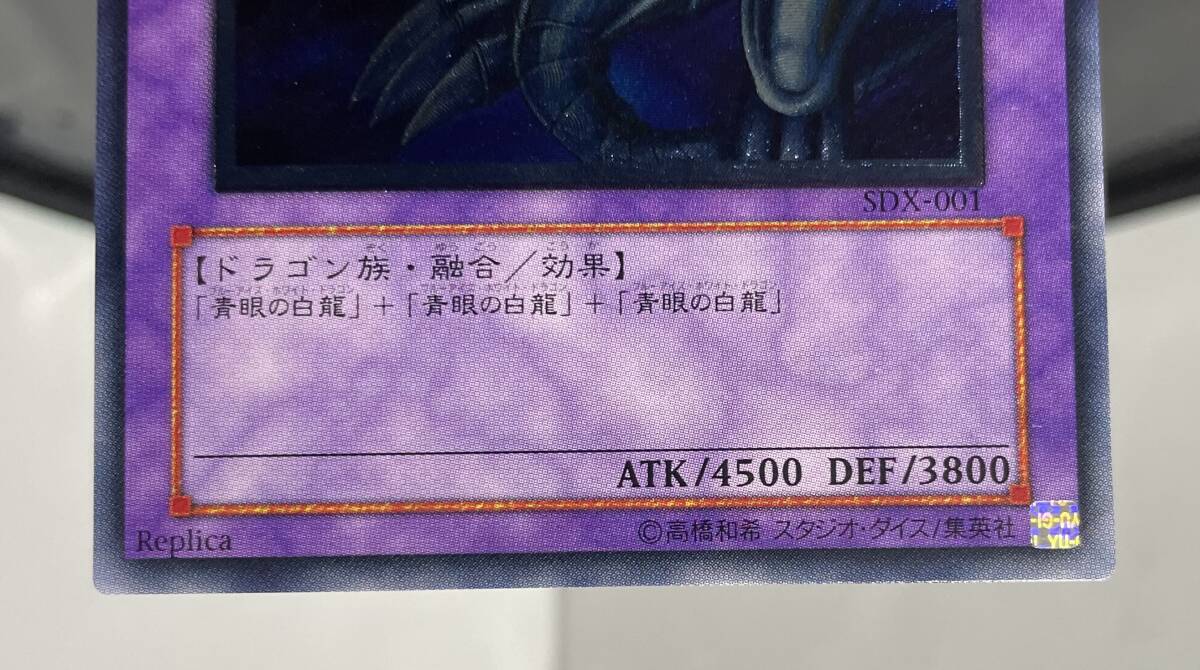 SDX-001
【ドラゴン族・融合／効果】
「青眼の白龍」＋「青眼の白龍」＋「青眼の白龍」
ATK/4500 DEF/3800
Replica
©高橋和希 スタジオ・ダイス/集英社